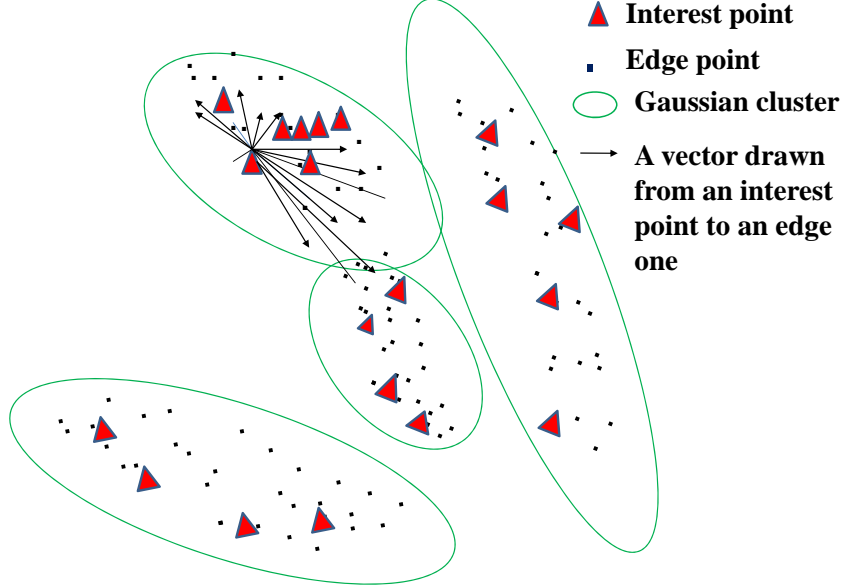 Interest point
Edge point
Gaussian cluster
A vector drawn
from an interest
point to an edge
one